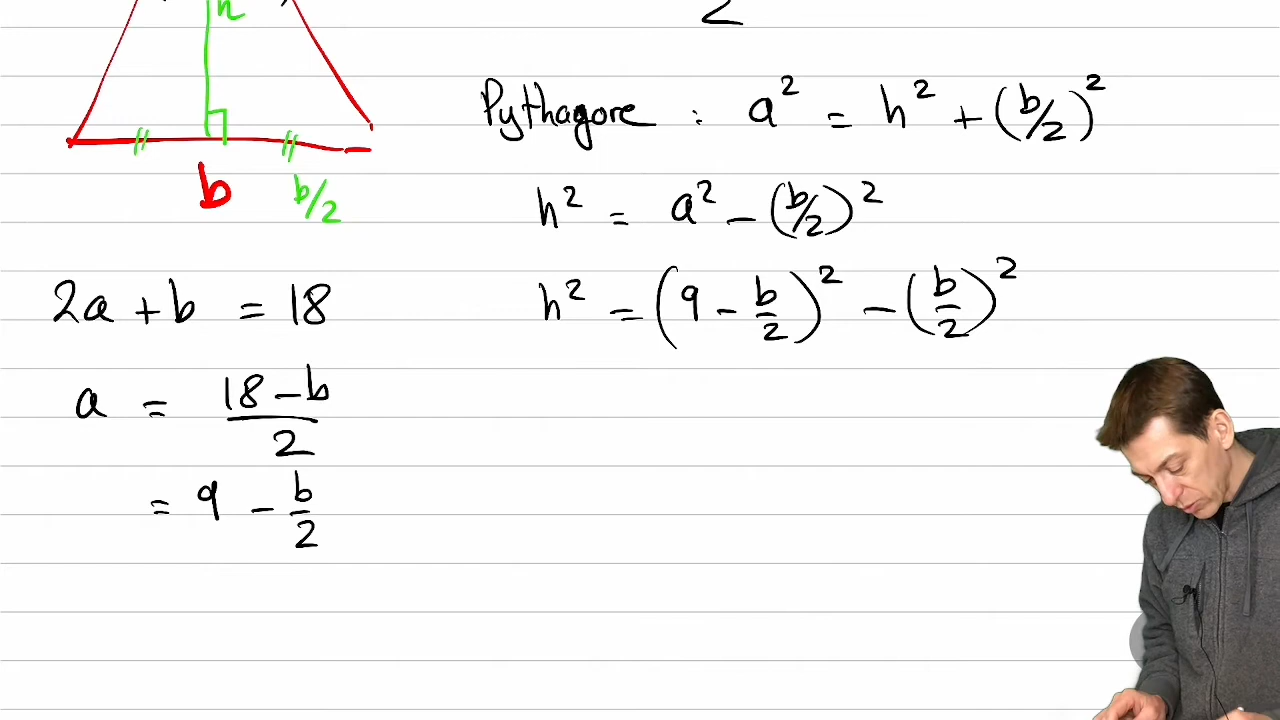 h
2
Pythagore : a² = h² + (b/2)²
b
b/2
h² = a² - (b/2)²
2a + b = 18
h² = (9 - b/2)² - (b/2)²
a = (18 - b)/2
= 9 - b/2